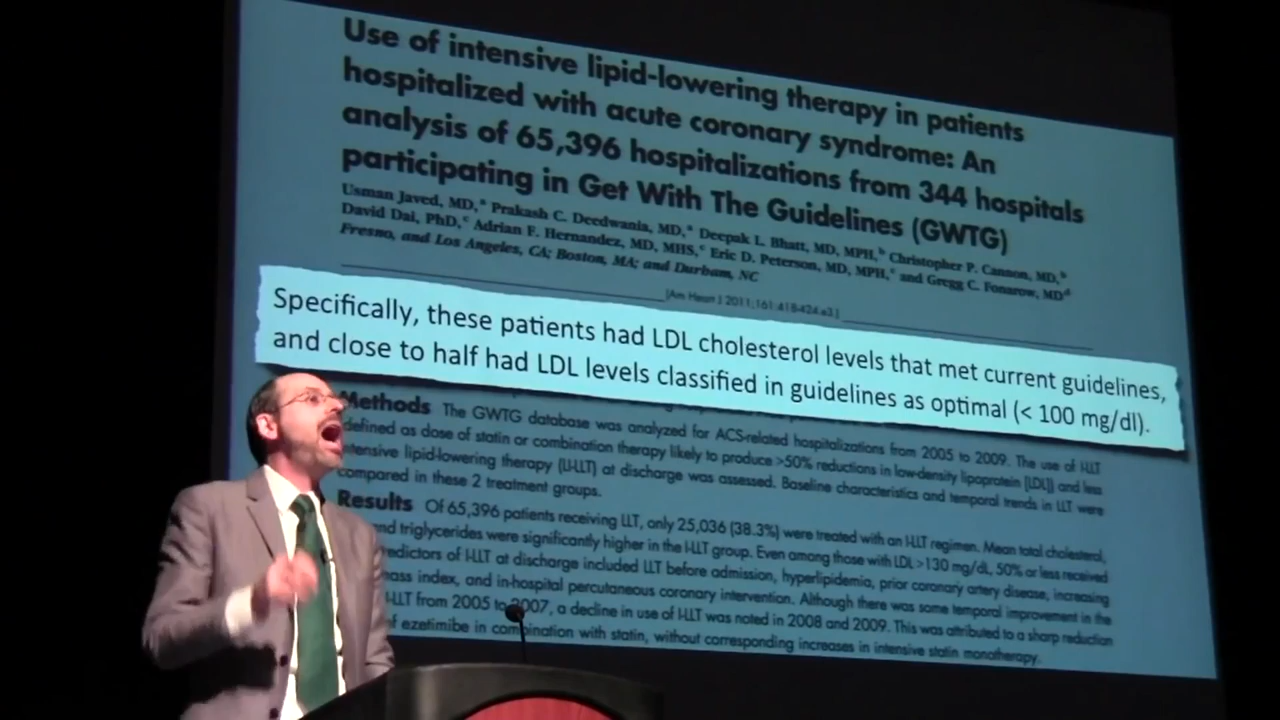 Use of intensive lipid-lowering therapy in patients
hospitalized with acute coronary syndrome: An
analysis of 65,396 hospitalizations from 344 hospitals
participating in Get With The Guidelines (GWTG)
Usman Javed, MD,ᵃ Prakash C. Deedwania, MD,ᵃ Deepak L. Bhatt, MD, MPH,ᵇ Christopher P. Cannon, MD,ᵇ
David Dai, PhD,ᶜ Adrian F. Hernandez, MD, MHS,ᶜ Eric D. Peterson, MD, MPH,ᶜ and Gregg C. Fonarow, MDᵈ
Fresno, and Los Angeles, CA; Boston, MA; and Durham, NC
(Am Heart J 2011;161:418-424.e3.)
Specifically, these patients had LDL cholesterol levels that met current guidelines,
and close to half had LDL levels classified in guidelines as optimal (< 100 mg/dl).
Methods The GWTG database was analyzed for ACS-related hospitalizations from 2005 to 2009. The use of I-LLT
defined as dose of statin or combination therapy likely to produce >50% reductions in low-density lipoprotein [LDL]) and less
ntensive lipid-lowering therapy (LI-LLT) at discharge was assessed. Baseline characteristics and temporal trends in LLT were
compared in these 2 treatment groups.
Results Of 65,396 patients receiving LLT, only 25,036 (38.3%) were treated with an I-LLT regimen. Mean total cholesterol,
nd triglycerides were significantly higher in the I-LLT group. Even among those with LDL >130 mg/dL, 50% or less received
redictors of I-LLT at discharge included LLT before admission, hyperlipidemia, prior coronary artery disease, increasing
ass index, and in-hospital percutaneous coronary intervention. Although there was some temporal improvement in the
I-LLT from 2005 to 2007, a decline in use of I-LLT was noted in 2008 and 2009. This was attributed to a sharp reduction
f ezetimibe in combination with statin, without corresponding increases in intensive statin monotherapy.